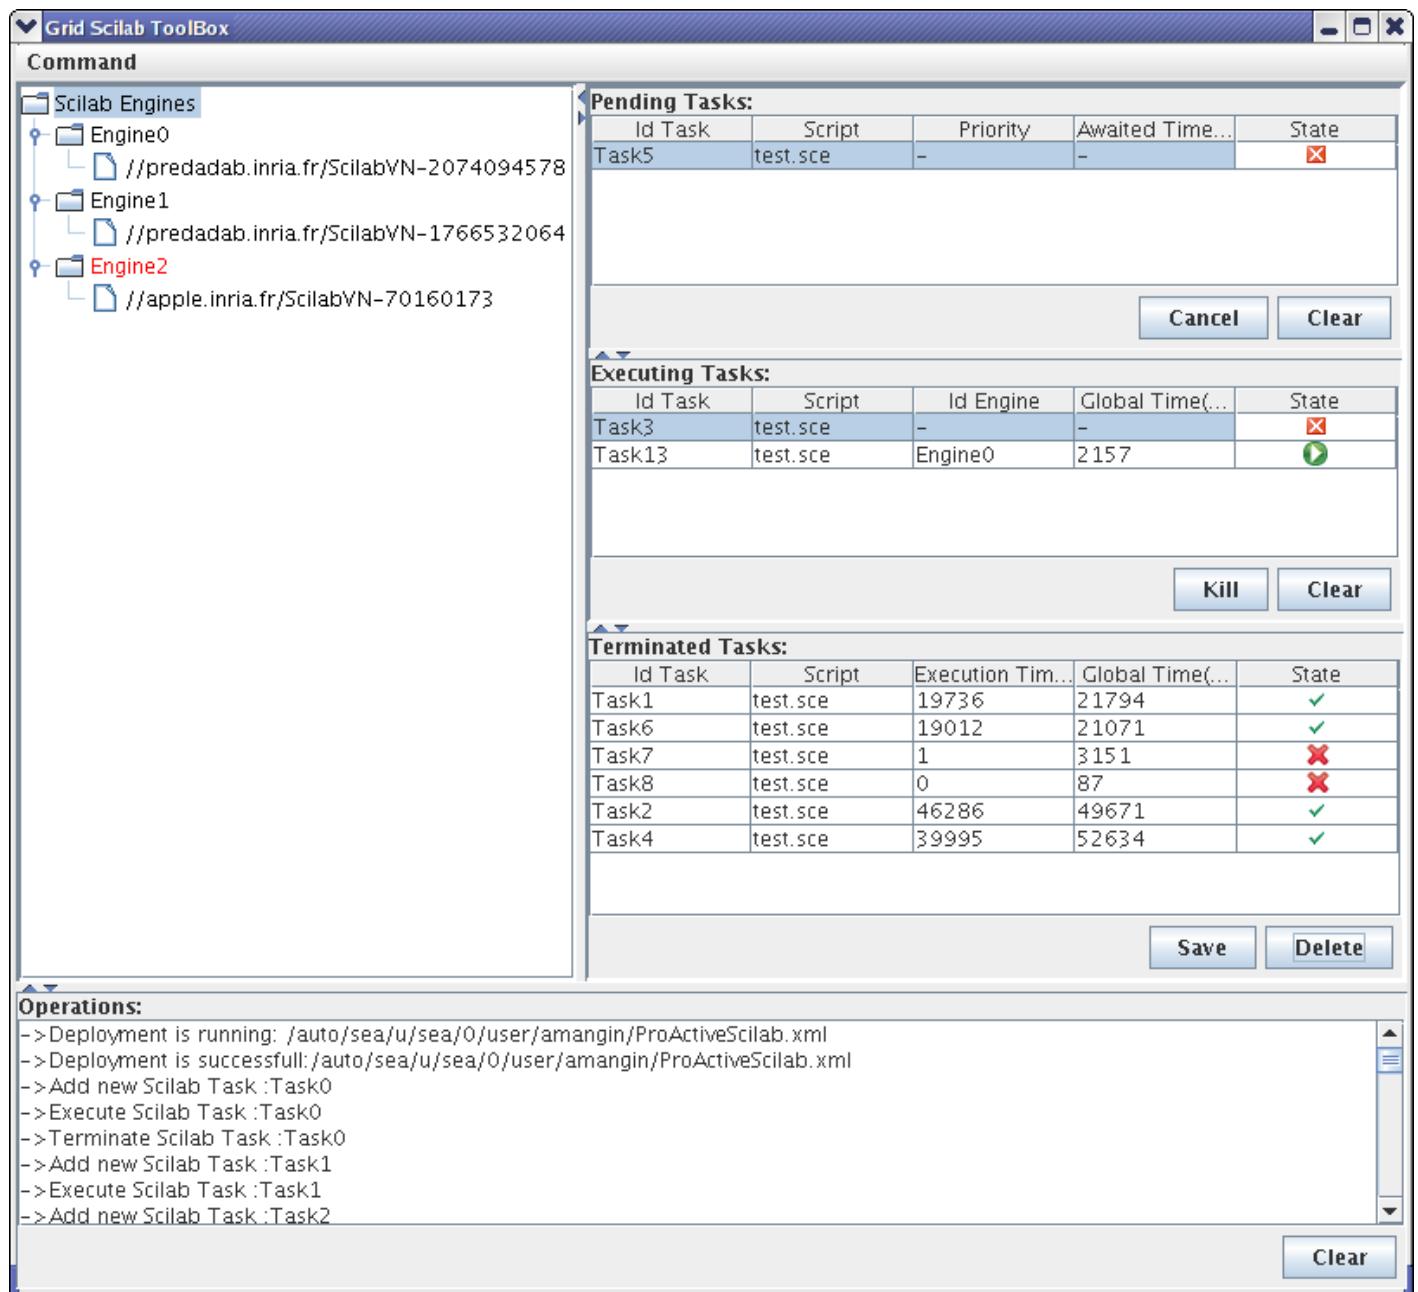 Grid Scilab ToolBox
Command
Scilab Engines
Engine0
//predadab.inria.fr/ScilabVN-2074094578
Engine1
//predadab.inria.fr/ScilabVN-1766532064
Engine2
//apple.inria.fr/ScilabVN-70160173
Pending Tasks:
Id Task Script Priority Awaited Time... State
Task5 test.sce - -
Cancel Clear
Executing Tasks:
Id Task Script Id Engine Global Time(... State
Task3 test.sce - -
Task13 test.sce Engine0 2157
Kill Clear
Terminated Tasks:
Id Task Script Execution Tim... Global Time(... State
Task1 test.sce 19736 21794
Task6 test.sce 19012 21071
Task7 test.sce 1 3151
Task8 test.sce 0 87
Task2 test.sce 46286 49671
Task4 test.sce 39995 52634
Save Delete
Operations:
->Deployment is running: /auto/sea/u/sea/0/user/amangin/ProActiveScilab.xml
->Deployment is successfull:/auto/sea/u/sea/0/user/amangin/ProActiveScilab.xml
->Add new Scilab Task :Task0
->Execute Scilab Task :Task0
->Terminate Scilab Task :Task0
->Add new Scilab Task :Task1
->Execute Scilab Task :Task1
->Add new Scilab Task :Task2
Clear